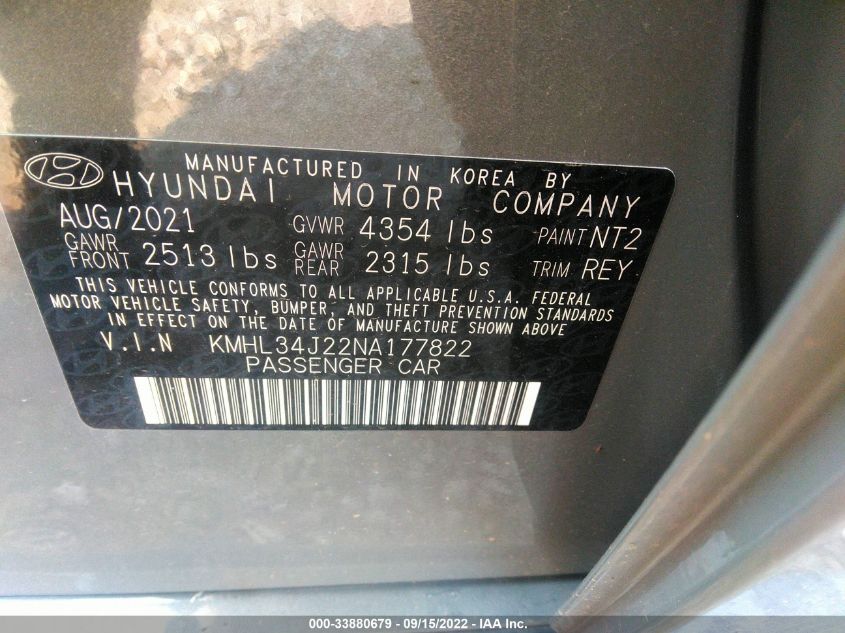 MANUFACTURED IN KOREA BY
HYUNDAI MOTOR COMPANY
AUG/2021 GVWR 4354 lbs PAINT NT2
GAWR FRONT 2513 lbs GAWR REAR 2315 lbs TRIM REY
THIS VEHICLE CONFORMS TO ALL APPLICABLE U.S.A. FEDERAL
MOTOR VEHICLE SAFETY, BUMPER, AND THEFT PREVENTION STANDARDS
IN EFFECT ON THE DATE OF MANUFACTURE SHOWN ABOVE
V.I.N KMHL34J22NA177822
PASSENGER CAR
000-33880679 - 09/15/2022 - IAA Inc.